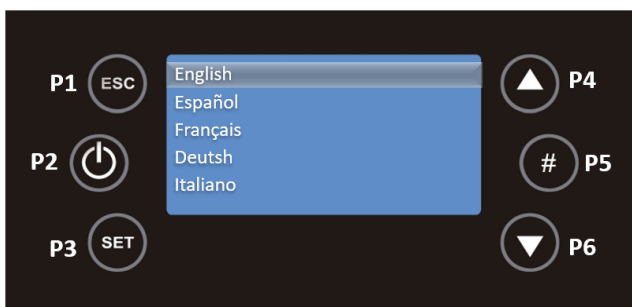 P1 ESC
English
P4
Español
Français
P2
# P5
Deutsh
Italiano
P3 SET
P6